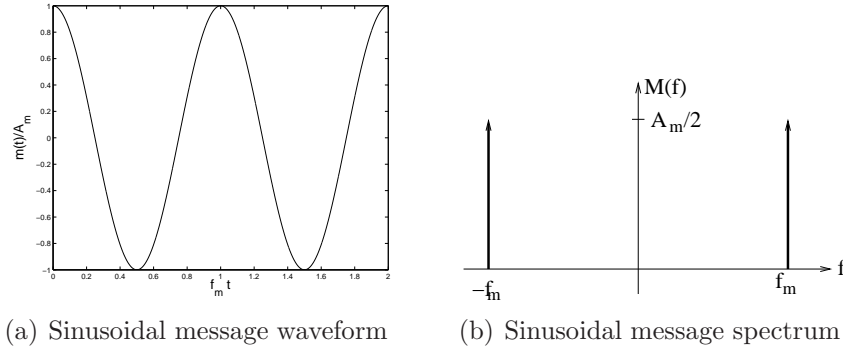 1
0.8
0.6
0.4
0.2
0
−0.2
−0.4
−0.6
−0.8
−1
m(t)/A_m
0 0.2 0.4 0.6 0.8 1 1.2 1.4 1.6 1.8 2
f_m t
M(f)
A_m/2
−f_m
f_m
f
(a) Sinusoidal message waveform
(b) Sinusoidal message spectrum